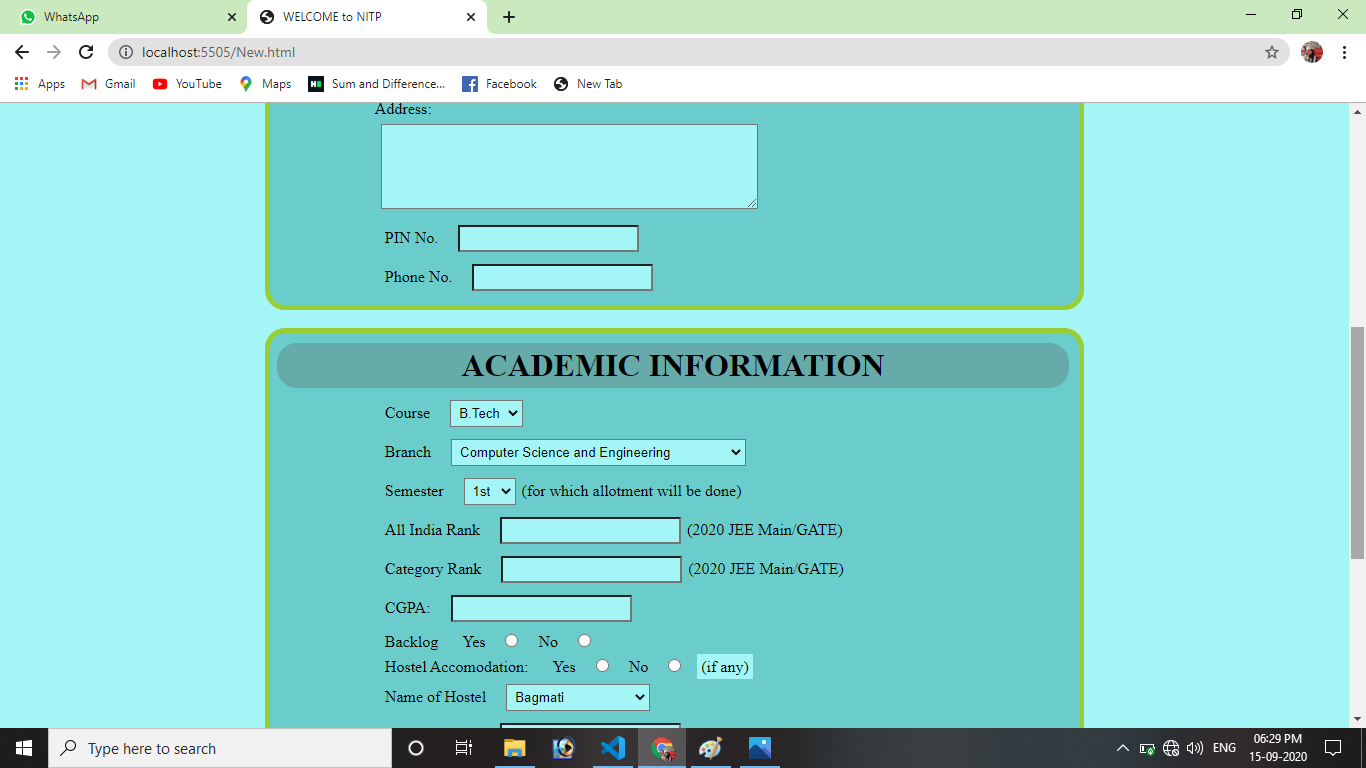 WhatsApp
WELCOME to NITP
localhost:5505/New.html
Apps Gmail YouTube Maps Sum and Difference... Facebook New Tab
Address:
PIN No.
Phone No.
ACADEMIC INFORMATION
Course B.Tech
Branch Computer Science and Engineering
Semester 1st (for which allotment will be done)
All India Rank (2020 JEE Main/GATE)
Category Rank (2020 JEE Main/GATE)
CGPA:
Backlog Yes No
Hostel Accomodation: Yes No (if any)
Name of Hostel Bagmati
Type here to search
ENG
06:29 PM
15-09-2020